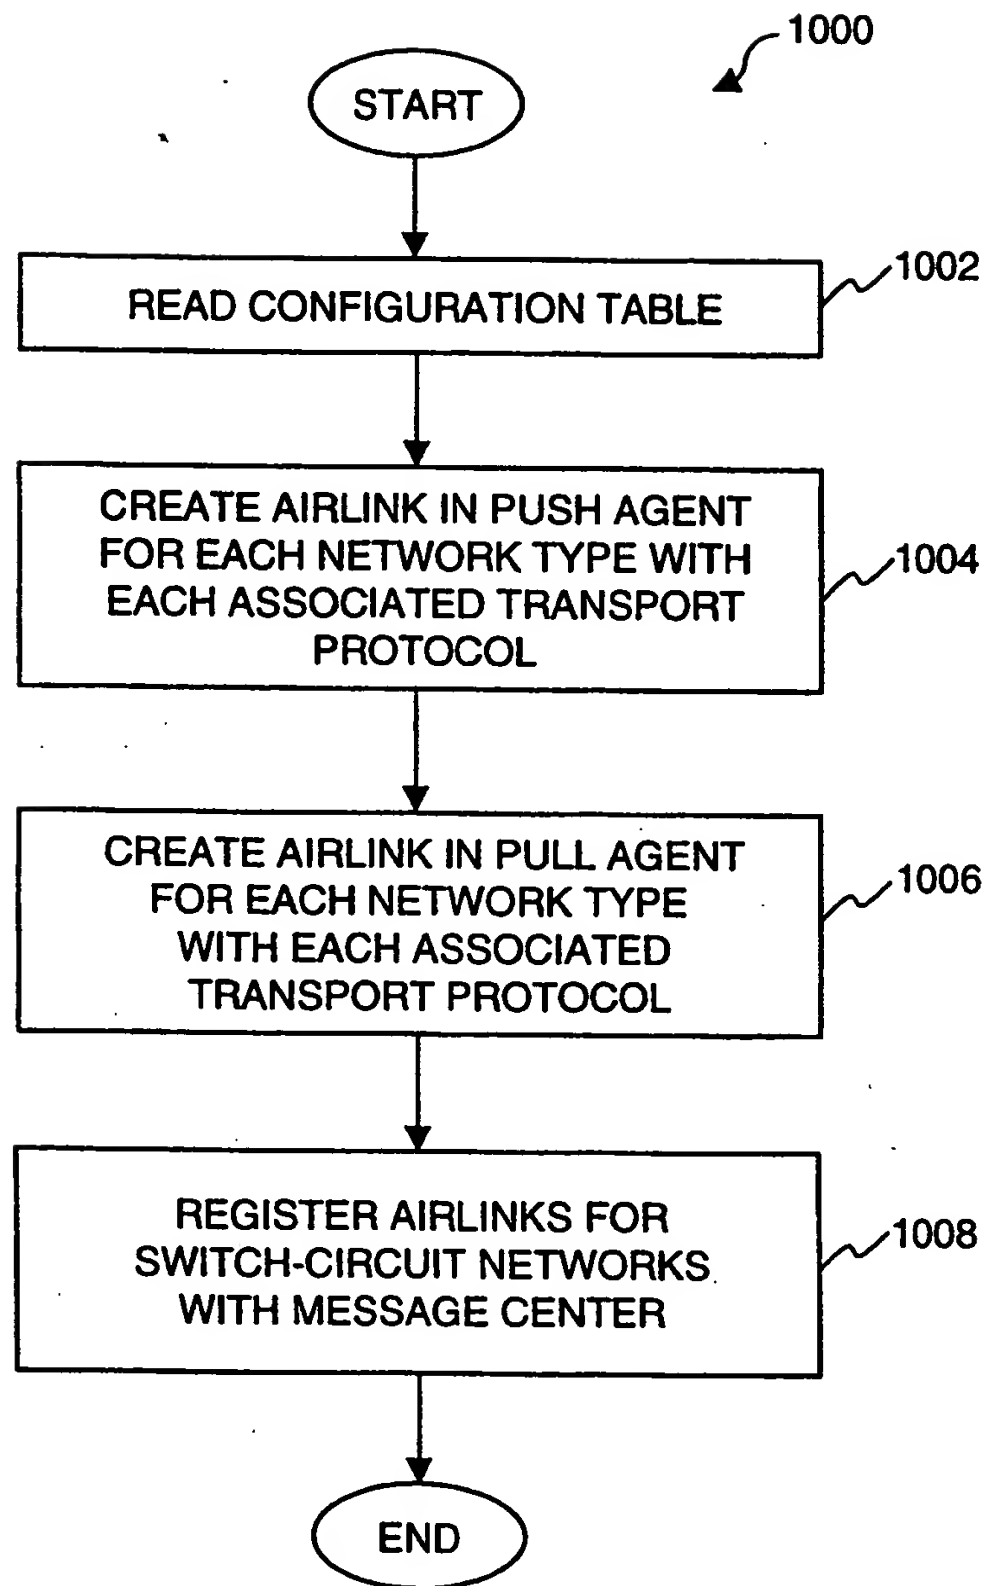 1000
START
READ CONFIGURATION TABLE
1002
CREATE AIRLINK IN PUSH AGENT
FOR EACH NETWORK TYPE WITH
EACH ASSOCIATED TRANSPORT
PROTOCOL
1004
CREATE AIRLINK IN PULL AGENT
FOR EACH NETWORK TYPE
WITH EACH ASSOCIATED
TRANSPORT PROTOCOL
1006
REGISTER AIRLINKS FOR
SWITCH-CIRCUIT NETWORKS
WITH MESSAGE CENTER
1008
END